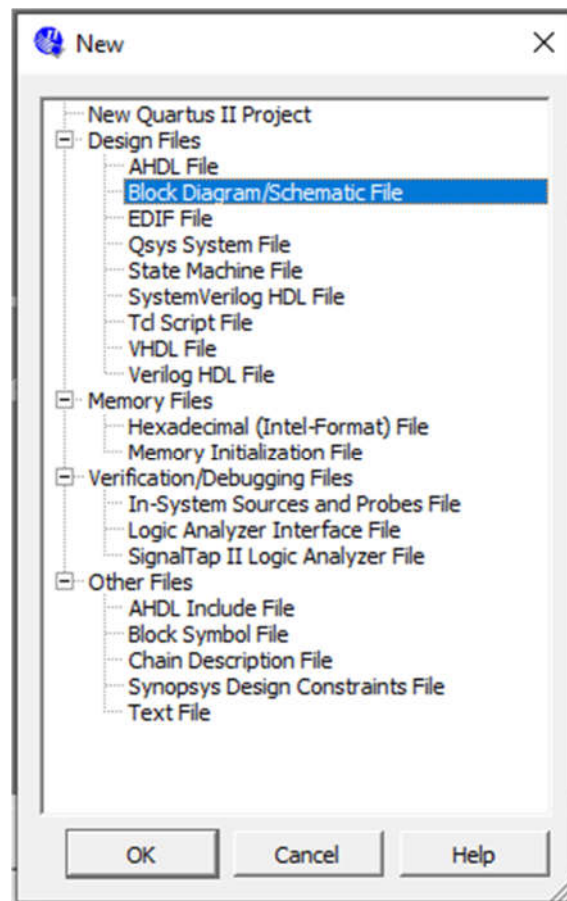 New
New Quartus II Project
Design Files
AHDL File
Block Diagram/Schematic File
EDIF File
Qsys System File
State Machine File
SystemVerilog HDL File
Tcl Script File
VHDL File
Verilog HDL File
Memory Files
Hexadecimal (Intel-Format) File
Memory Initialization File
Verification/Debugging Files
In-System Sources and Probes File
Logic Analyzer Interface File
SignalTap II Logic Analyzer File
Other Files
AHDL Include File
Block Symbol File
Chain Description File
Synopsys Design Constraints File
Text File
OK Cancel Help